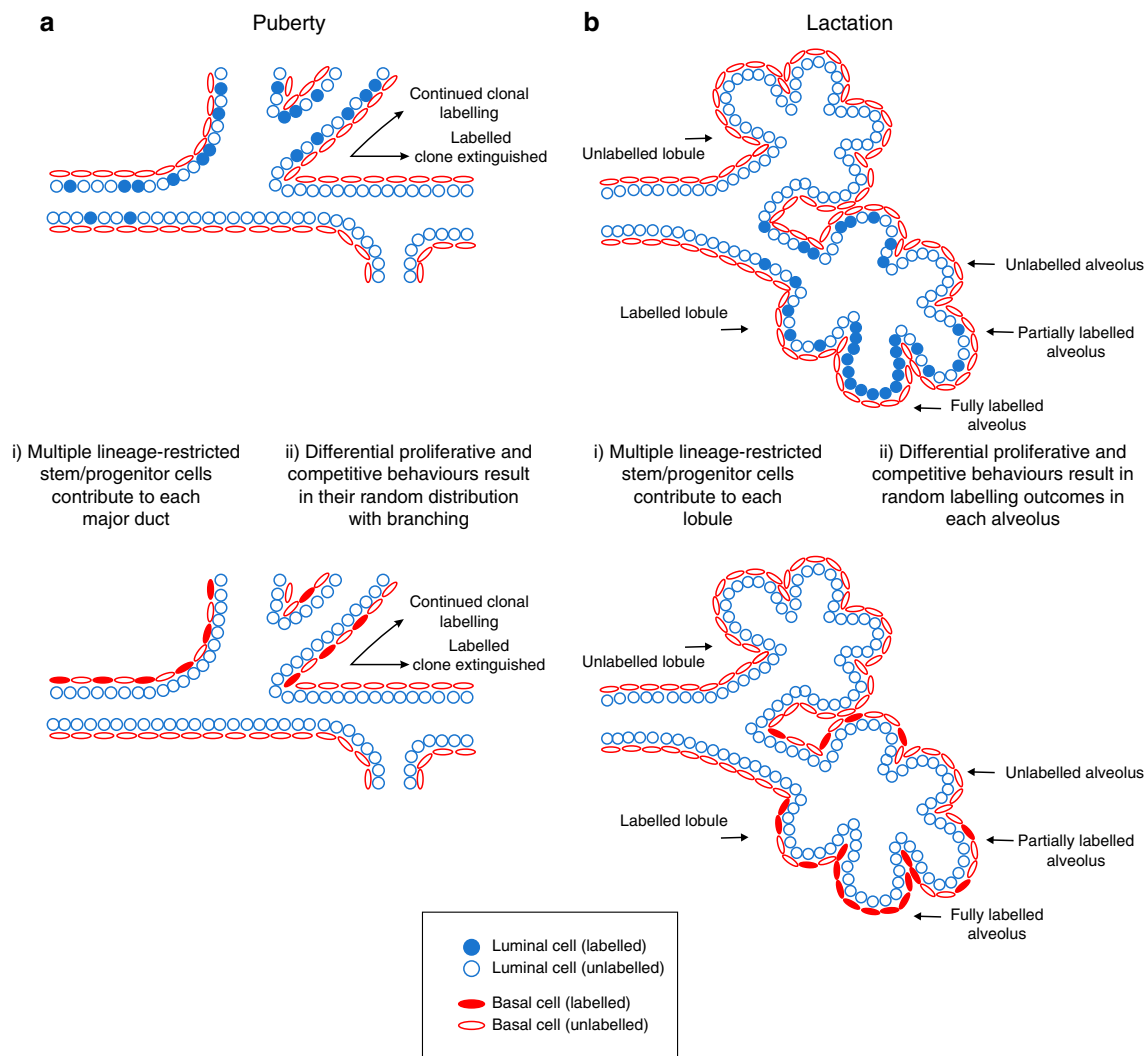 a
Puberty
Continued clonal
labelling
Labelled
clone extinguished
i) Multiple lineage-restricted
stem/progenitor cells
contribute to each
major duct
ii) Differential proliferative and
competitive behaviours result
in their random distribution
with branching
Continued clonal
labelling
Labelled
clone extinguished
b
Lactation
Unlabelled lobule
Labelled lobule
Unlabelled alveolus
Partially labelled
alveolus
Fully labelled
alveolus
i) Multiple lineage-restricted
stem/progenitor cells
contribute to each
lobule
ii) Differential proliferative and
competitive behaviours result in
random labelling outcomes in
each alveolus
Unlabelled lobule
Labelled lobule
Unlabelled alveolus
Partially labelled
alveolus
Fully labelled
alveolus
Luminal cell (labelled)
Luminal cell (unlabelled)
Basal cell (labelled)
Basal cell (unlabelled)